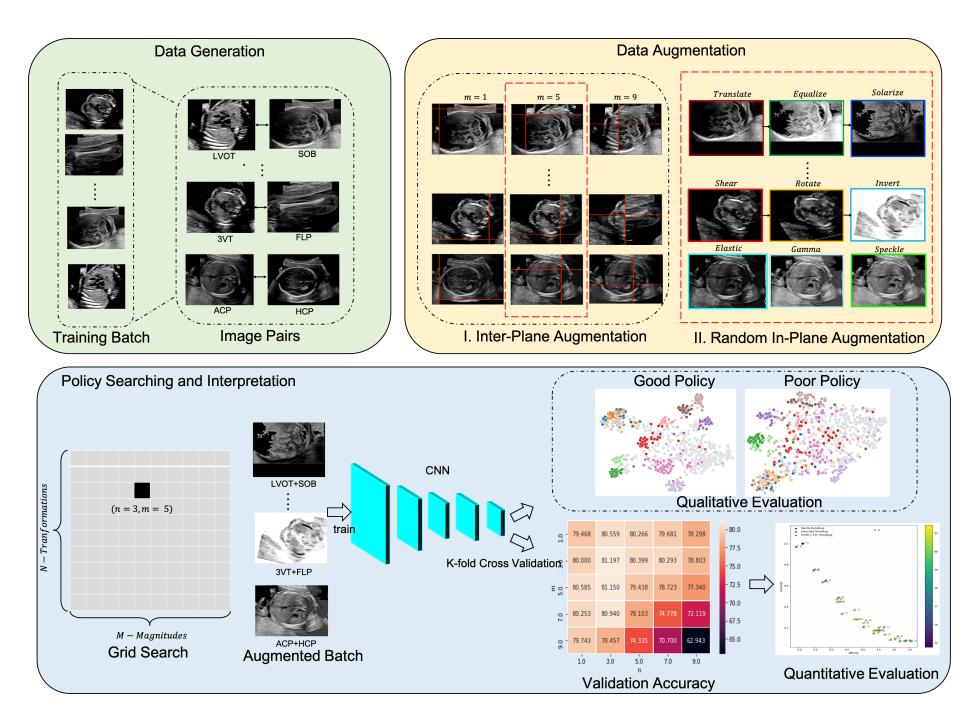 Data Generation
LVOT
SOB
3VT
FLP
ACP
HCP
Training Batch
Image Pairs
Data Augmentation
m = 1
m = 5
m = 9
Translate
Equalize
Solarize
Shear
Rotate
Invert
Elastic
Gamma
Speckle
I. Inter-Plane Augmentation
II. Random In-Plane Augmentation
Policy Searching and Interpretation
N − Tranformations
(n = 3, m = 5)
M − Magnitudes
Grid Search
LVOT+SOB
3VT+FLP
ACP+HCP
Augmented Batch
train
CNN
K-fold Cross Validation
Good Policy
Poor Policy
Qualitative Evaluation
1.0 79.468 80.559 80.266 79.681 78.298
3.0 80.000 81.197 80.399 80.293 78.803
5.0 80.585 81.150 79.438 78.723 77.340
7.0 80.253 80.940 78.103 74.778 72.119
9.0 79.743 78.457 74.335 70.700 62.943
m
1.0 3.0 5.0 7.0 9.0
n
80.0
77.5
75.0
72.5
70.0
67.5
65.0
Validation Accuracy
Quantitative Evaluation